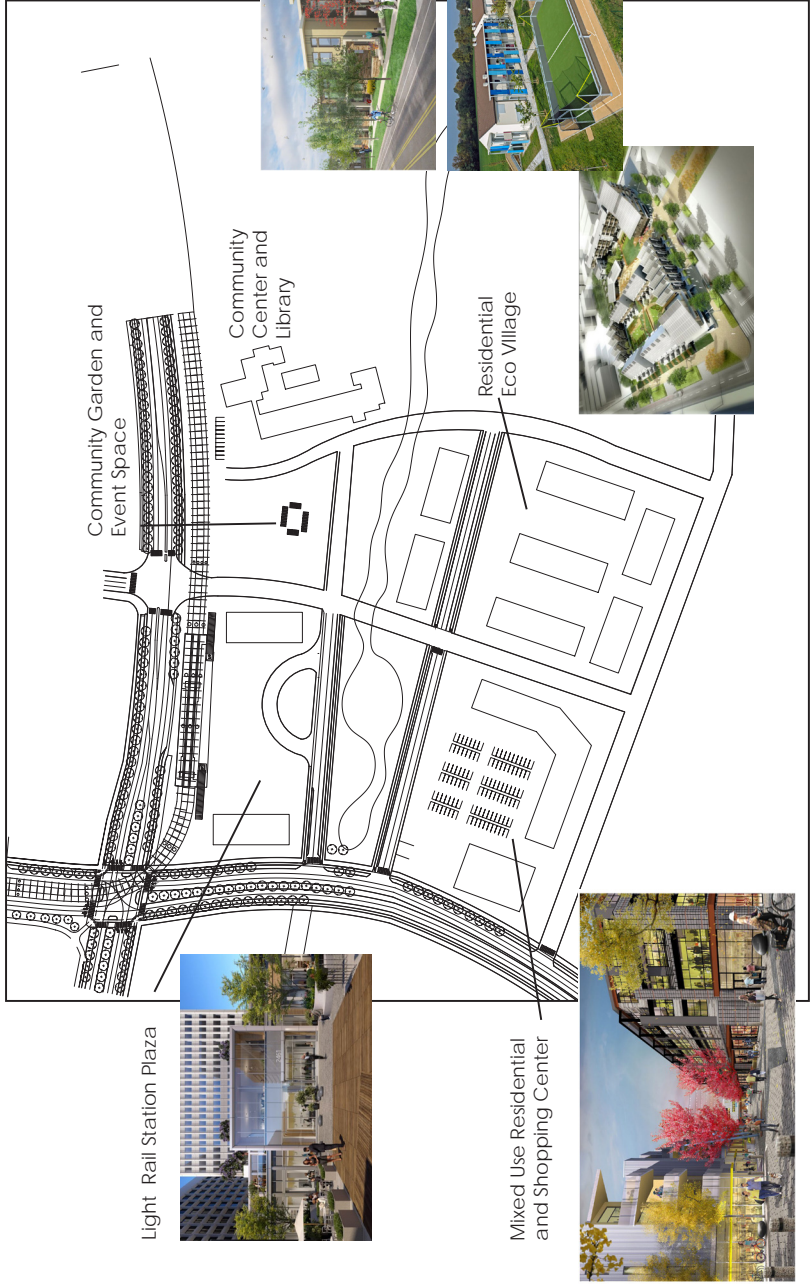 Community Garden and
Event Space
Community
Center and
Library
Residential
Eco VIllage
Light Rail Station Plaza
Mixed Use Residential
and Shopping Center